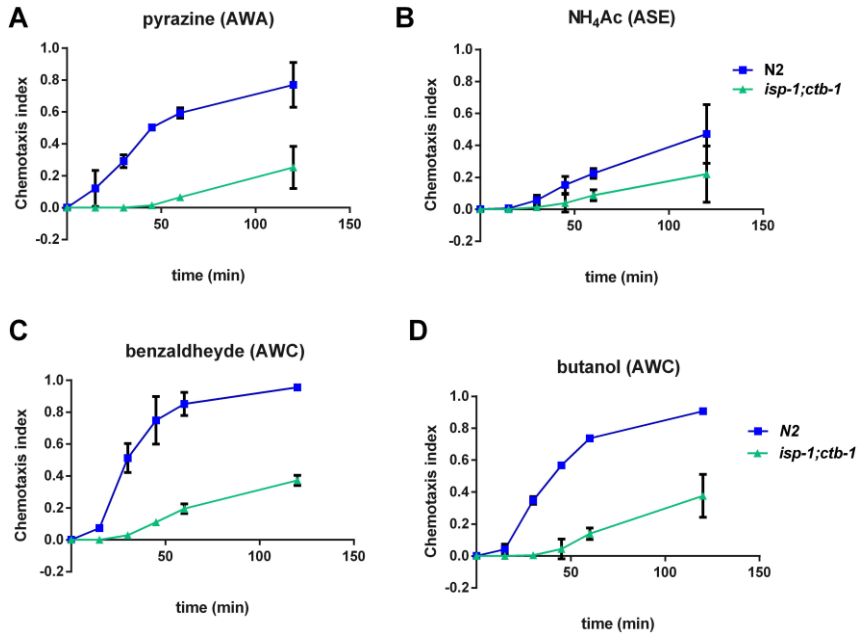 A
pyrazine (AWA)
Chemotaxis index
1.0
0.8
0.6
0.4
0.2
0.0
-0.2
50
100
150
time (min)
B
NH₄Ac (ASE)
Chemotaxis index
1.0
0.8
0.6
0.4
0.2
0.0
-0.2
50
100
150
time (min)
N2
isp-1;ctb-1
C
benzaldheyde (AWC)
Chemotaxis index
1.0
0.8
0.6
0.4
0.2
0.0
-0.2
50
100
150
time (min)
D
butanol (AWC)
Chemotaxis index
1.0
0.8
0.6
0.4
0.2
0.0
-0.2
50
100
150
time (min)
N2
isp-1;ctb-1